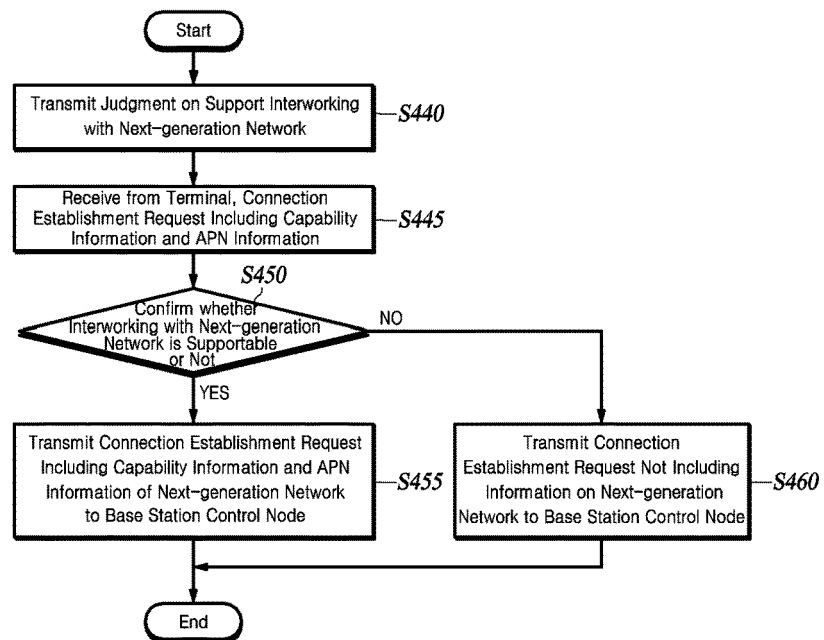 Start
Transmit Judgment on Support Interworking
with Next-generation Network
S440
Receive from Terminal, Connection
Establishment Request Including Capability
Information and APN Information
S445
S450
Confirm whether
Interworking with Next-generation
Network is Supportable
or Not
NO
YES
Transmit Connection Establishment Request
Including Capability Information and APN
Information of Next-generation Network
to Base Station Control Node
S455
Transmit Connection
Establishment Request Not Including
Information on Next-generation
Network to Base Station Control Node
S460
End